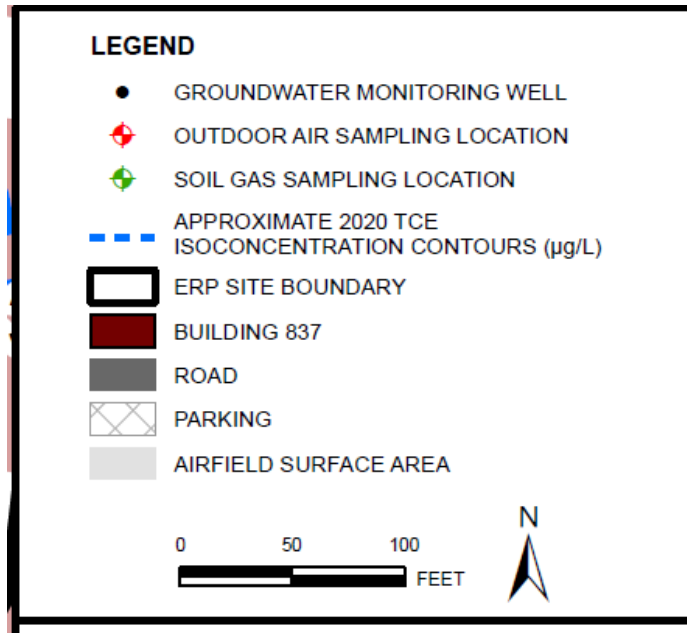 LEGEND
GROUNDWATER MONITORING WELL
OUTDOOR AIR SAMPLING LOCATION
SOIL GAS SAMPLING LOCATION
APPROXIMATE 2020 TCE
ISOCONCENTRATION CONTOURS (µg/L)
ERP SITE BOUNDARY
BUILDING 837
ROAD
PARKING
AIRFIELD SURFACE AREA
0 50 100
FEET
N